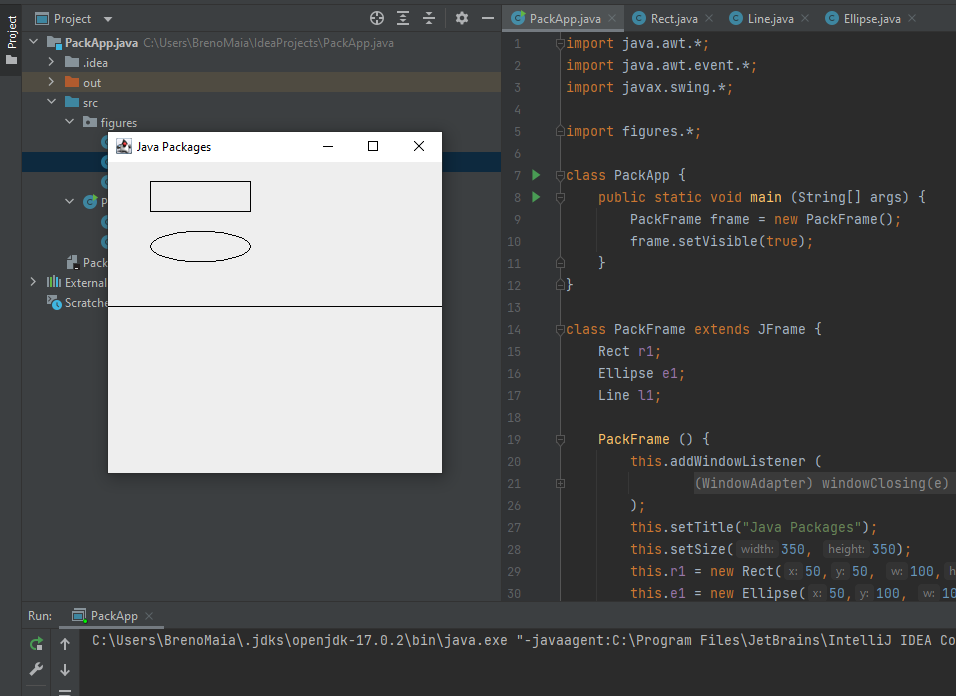 Project
Project
PackApp.java C:\Users\BrenoMaia\IdeaProjects\PackApp.java
.idea
out
src
figures
P
Pack
External
Scratche
Java Packages
PackApp.java
Rect.java
Line.java
Ellipse.java
1 import java.awt.*;
2 import java.awt.event.*;
3 import javax.swing.*;
4
5 import figures.*;
6
7 class PackApp {
8 public static void main (String[] args) {
9 PackFrame frame = new PackFrame();
10 frame.setVisible(true);
11 }
12 }
13
14 class PackFrame extends JFrame {
15 Rect r1;
16 Ellipse e1;
17 Line l1;
18
19 PackFrame () {
20 this.addWindowListener (
21 (WindowAdapter) windowClosing(e)
26 );
27 this.setTitle("Java Packages");
28 this.setSize( width: 350, height: 350);
29 this.r1 = new Rect( x: 50, y: 50, w: 100, h
30 this.e1 = new Ellipse( x: 50, y: 100, w: 10
Run: PackApp
C:\Users\BrenoMaia\.jdks\openjdk-17.0.2\bin\java.exe "-javaagent:C:\Program Files\JetBrains\IntelliJ IDEA Co